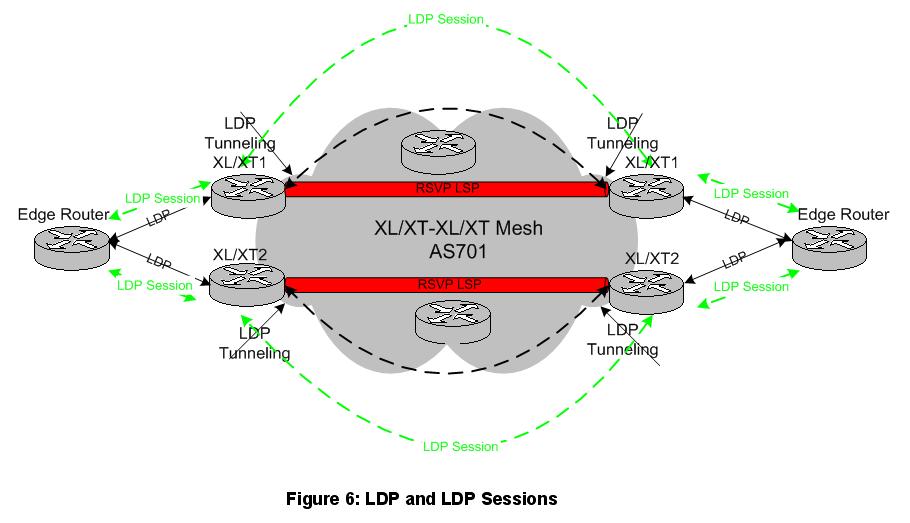 LDP Session
LDP
Tunneling
XL/XT1
LDP
Tunneling
XL/XT1
LDP Session
RSVP LSP
LDP Session
Edge Router
LDP
LDP
Edge Router
XL/XT-XL/XT Mesh
AS701
LDP
XL/XT2
XL/XT2
LDP
LDP Session
RSVP LSP
LDP Session
LDP
Tunneling
LDP
Tunneling
LDP Session
Figure 6: LDP and LDP Sessions